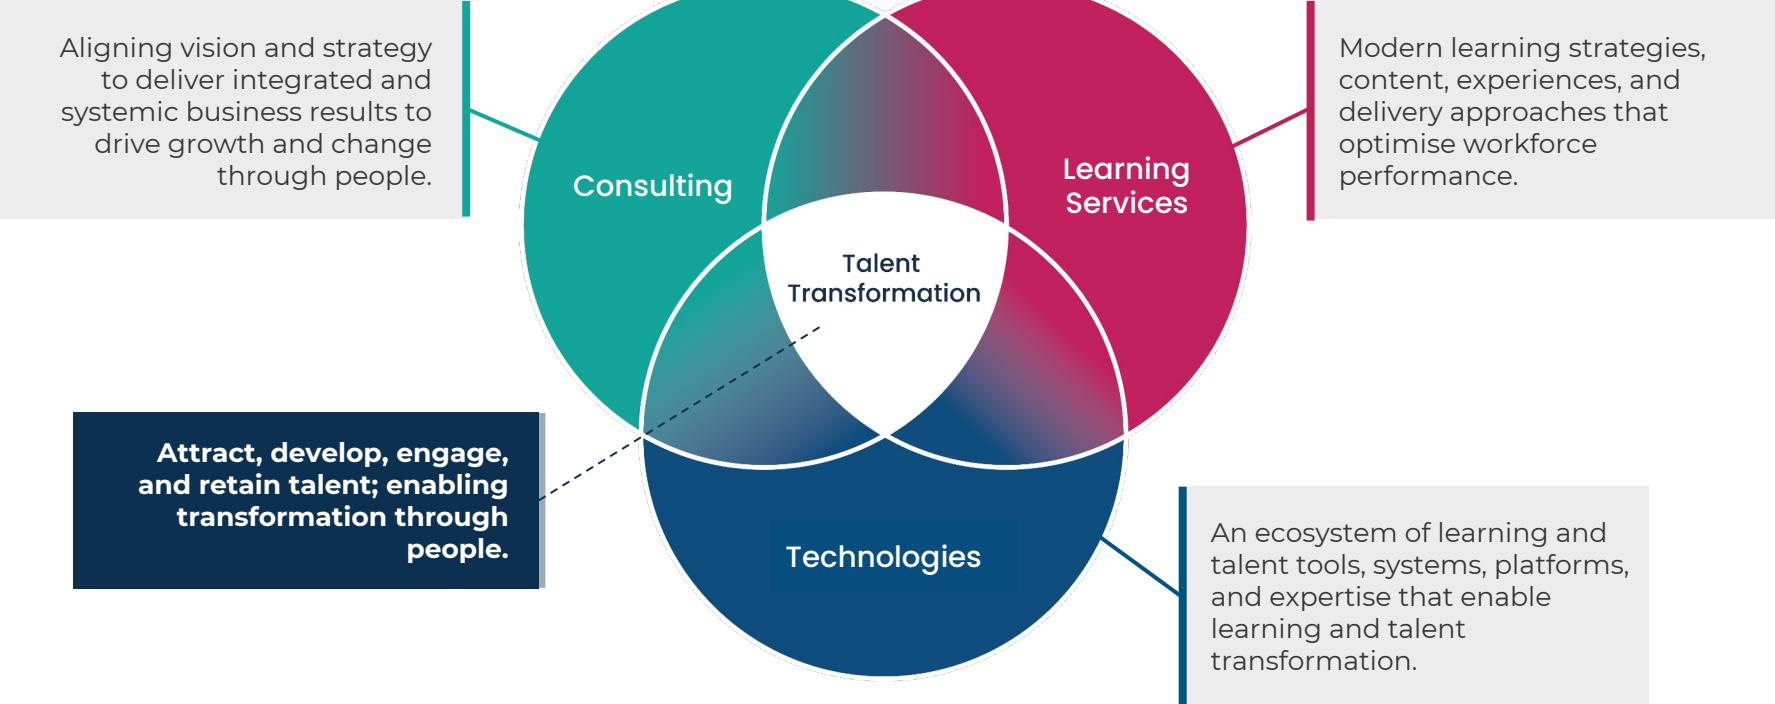 Aligning vision and strategy
to deliver integrated and
systemic business results to
drive growth and change
through people.
Consulting
Learning
Services
Modern learning strategies,
content, experiences, and
delivery approaches that
optimise workforce
performance.
Talent
Transformation
Attract, develop, engage,
and retain talent; enabling
transformation through
people.
Technologies
An ecosystem of learning and
talent tools, systems, platforms,
and expertise that enable
learning and talent
transformation.